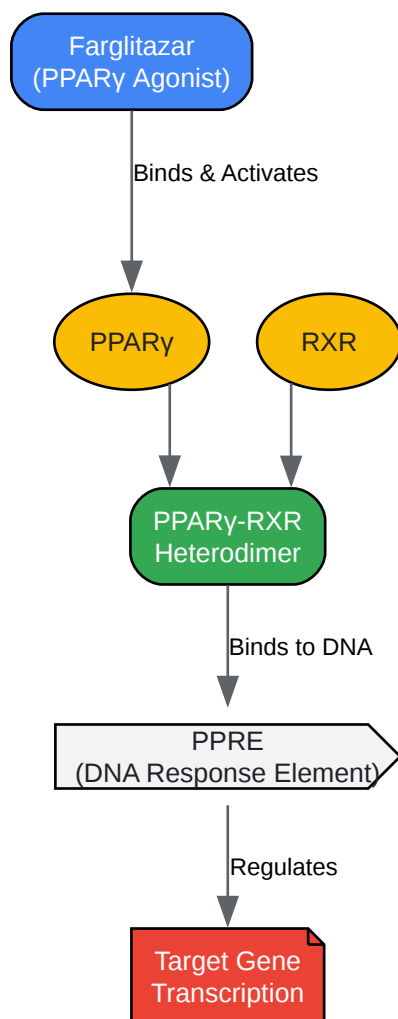 Farglitazar
(PPARγ Agonist)
Binds & Activates
PPARγ
RXR
PPARγ-RXR
Heterodimer
Binds to DNA
PPRE
(DNA Response Element)
Regulates
Target Gene
Transcription